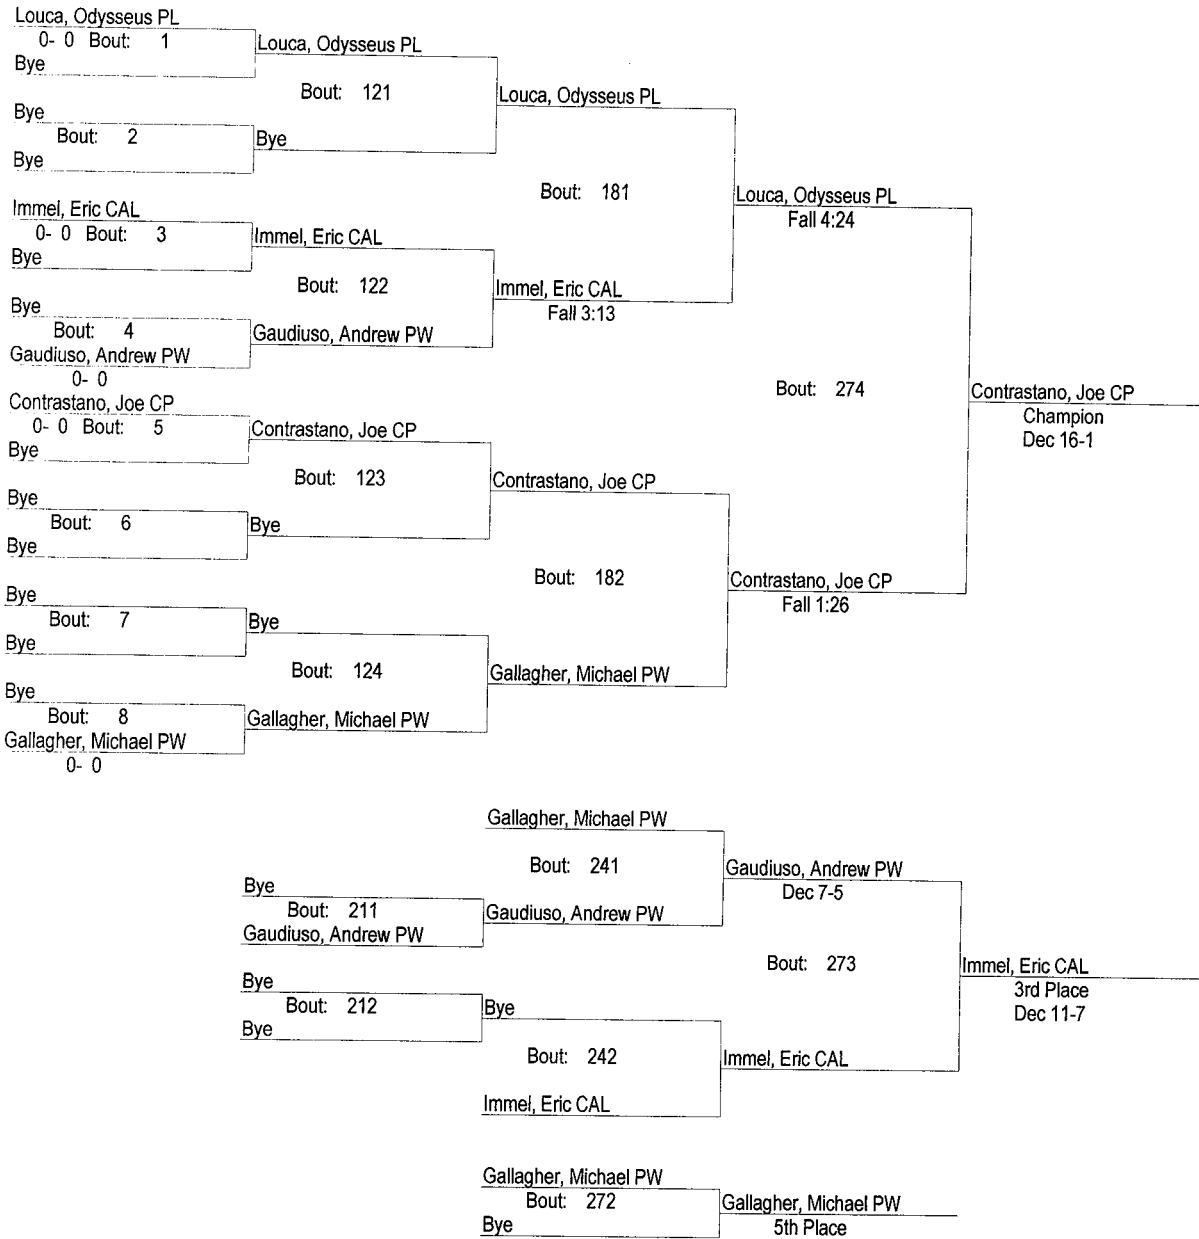 Louca, Odysseus PL
0- 0 Bout: 1
Bye
Louca, Odysseus PL
Bout: 121
Bye
Bout: 2
Bye
Bye
Louca, Odysseus PL
Bout: 181
Immel, Eric CAL
0- 0 Bout: 3
Bye
Immel, Eric CAL
Bout: 122
Bye
Bout: 4
Gaudiuso, Andrew PW
0- 0
Gaudiuso, Andrew PW
Immel, Eric CAL
Fall 3:13
Louca, Odysseus PL
Fall 4:24
Bout: 274
Contrastano, Joe CP
Champion
Dec 16-1
Contrastano, Joe CP
0- 0 Bout: 5
Bye
Contrastano, Joe CP
Bout: 123
Bye
Bout: 6
Bye
Bye
Contrastano, Joe CP
Bout: 182
Contrastano, Joe CP
Fall 1:26
Bye
Bout: 7
Bye
Bye
Bout: 124
Bye
Bout: 8
Gallagher, Michael PW
0- 0
Gallagher, Michael PW
Gallagher, Michael PW
Gallagher, Michael PW
Bout: 241
Bye
Bout: 211
Gaudiuso, Andrew PW
Gaudiuso, Andrew PW
Gaudiuso, Andrew PW
Dec 7-5
Bout: 273
Immel, Eric CAL
3rd Place
Dec 11-7
Bye
Bout: 212
Bye
Bye
Bout: 242
Immel, Eric CAL
Immel, Eric CAL
Gallagher, Michael PW
Bout: 272
Bye
Gallagher, Michael PW
5th Place